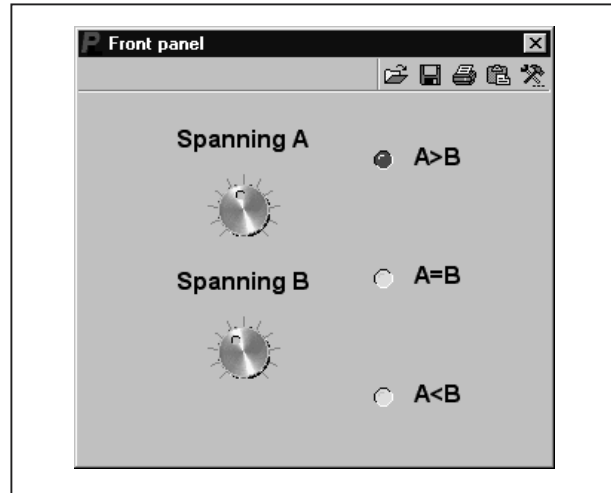 Front panel
Spanning A
A>B
Spanning B
A=B
A<B